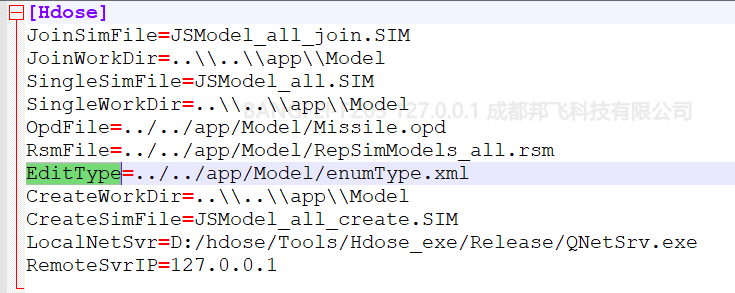 [Hdose]
JoinSimFile=JSModel_all_join.SIM
JoinWorkDir=..\\..\\app\\Model
SingleSimFile=JSModel_all.SIM
SingleWorkDir=..\\..\\app\\Model
127.0.0.1 成都邦飞科技有限公司
OpdFile=../../app/Model/Missile.opd
RsmFile=../../app/Model/RepSimModels_all.rsm
EditType=../../app/Model/enumType.xml
CreateWorkDir=..\\..\\app\\Model
CreateSimFile=JSModel_all_create.SIM
LocalNetSvr=D:/hdose/Tools/Hdose_exe/Release/QNetSrv.exe
RemoteSvrIP=127.0.0.1